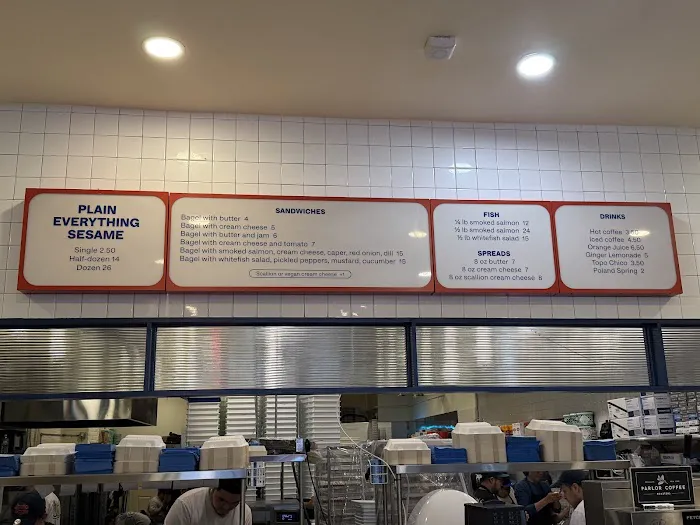 PLAIN
EVERYTHING
SESAME
Single 2.50
Half-dozen 14
Dozen 26
SANDWICHES
Bagel with butter 4
Bagel with cream cheese 5
Bagel with butter and jam 6
Bagel with cream cheese and tomato 7
Bagel with smoked salmon, cream cheese, caper, red onion, dill 15
Bagel with whitefish salad, pickled peppers, mustard, cucumber
Scallion or vegan cream cheese +1
FISH
¼ lb smoked salmon 12
½ lb smoked salmon 24
½ lb whitefish salad 15
SPREADS
8 oz butter 7
8 oz cream cheese 7
8 oz scallion cream cheese 8
DRINKS
Hot coffee
Iced coffee 4.50
Orange Juice 6.50
Ginger Lemonade 5
Topo Chico 3.50
Poland Spring 2
PARLOR COFFEE